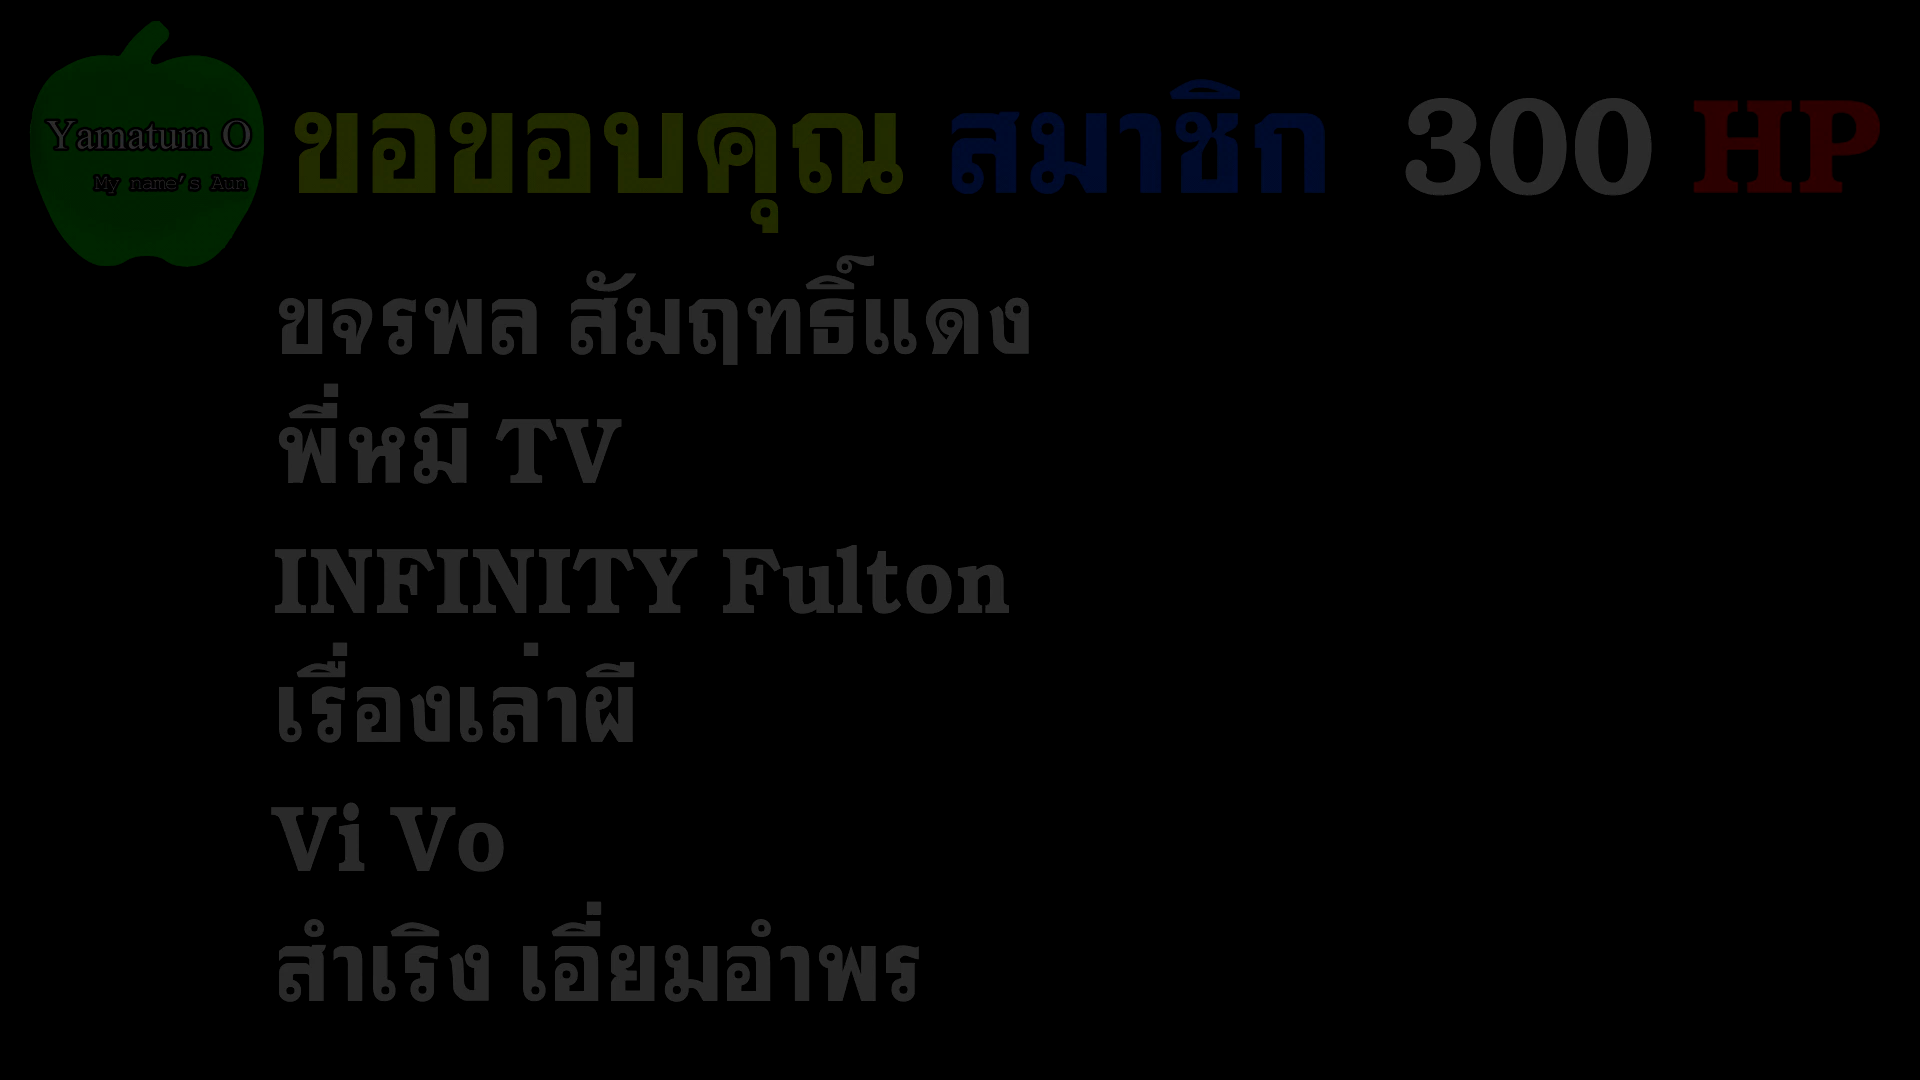 Yamatum O
My name's Aun
ขอขอบคุณ สมาชิก 300 HP
ขจรพล สัมฤทธิ์แดง
พี่หมี TV
INFINITY Fulton
เรื่องเล่าผี
Vi Vo
สำเริง เอี่ยมอำพร